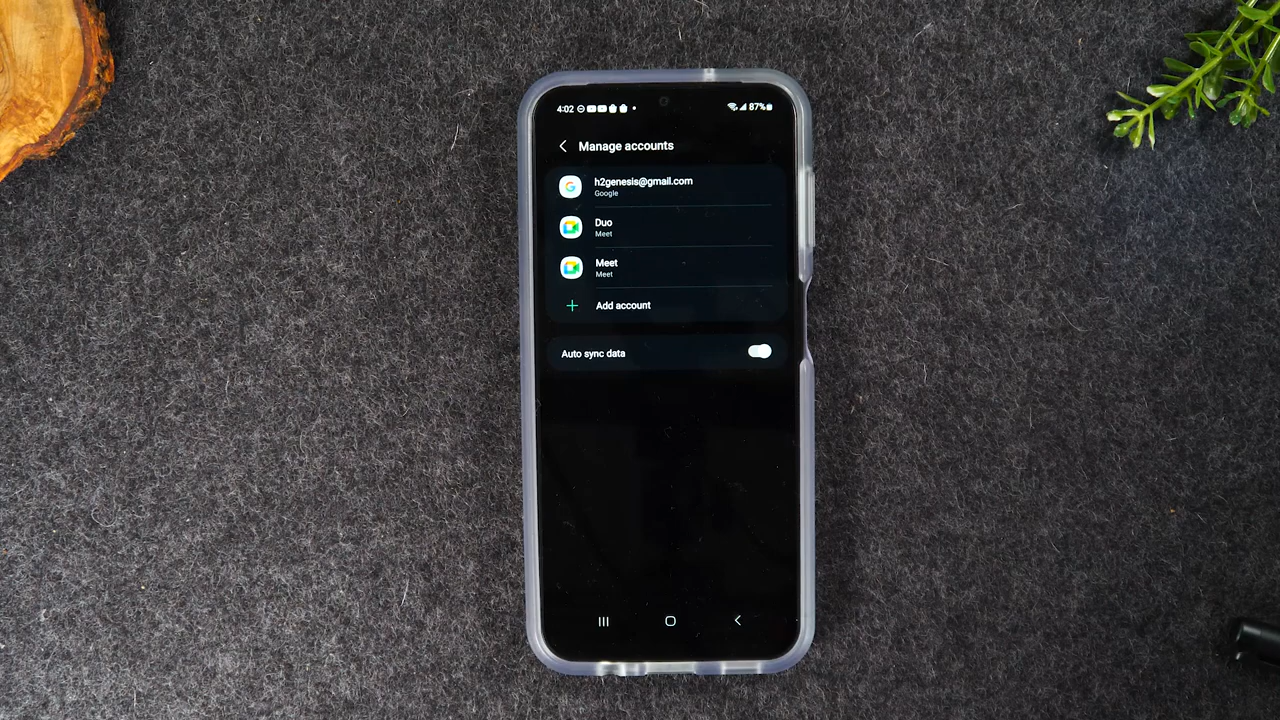 4:02 87%
Manage accounts
h2genesis@gmail.com
Google
Duo
Meet
Meet
Meet
Add account
Auto sync data